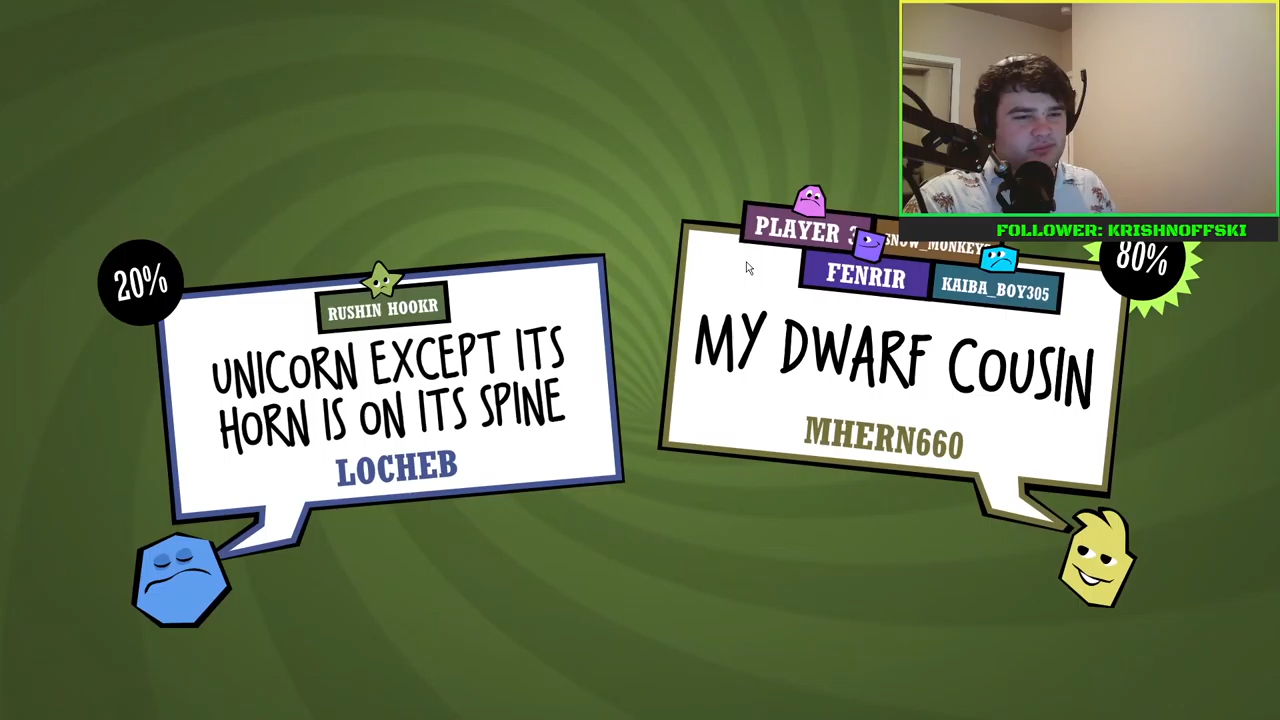 FOLLOWER: KRISHNOFFSKI
20%
RUSHIN HOOKR
UNICORN EXCEPT ITS
HORN IS ON ITS SPINE
LOCHEB
80%
PLAYER 3
SNOW_MONKEYS
FENRIR
KAIBA_BOY305
MY DWARF COUSIN
MHERN660